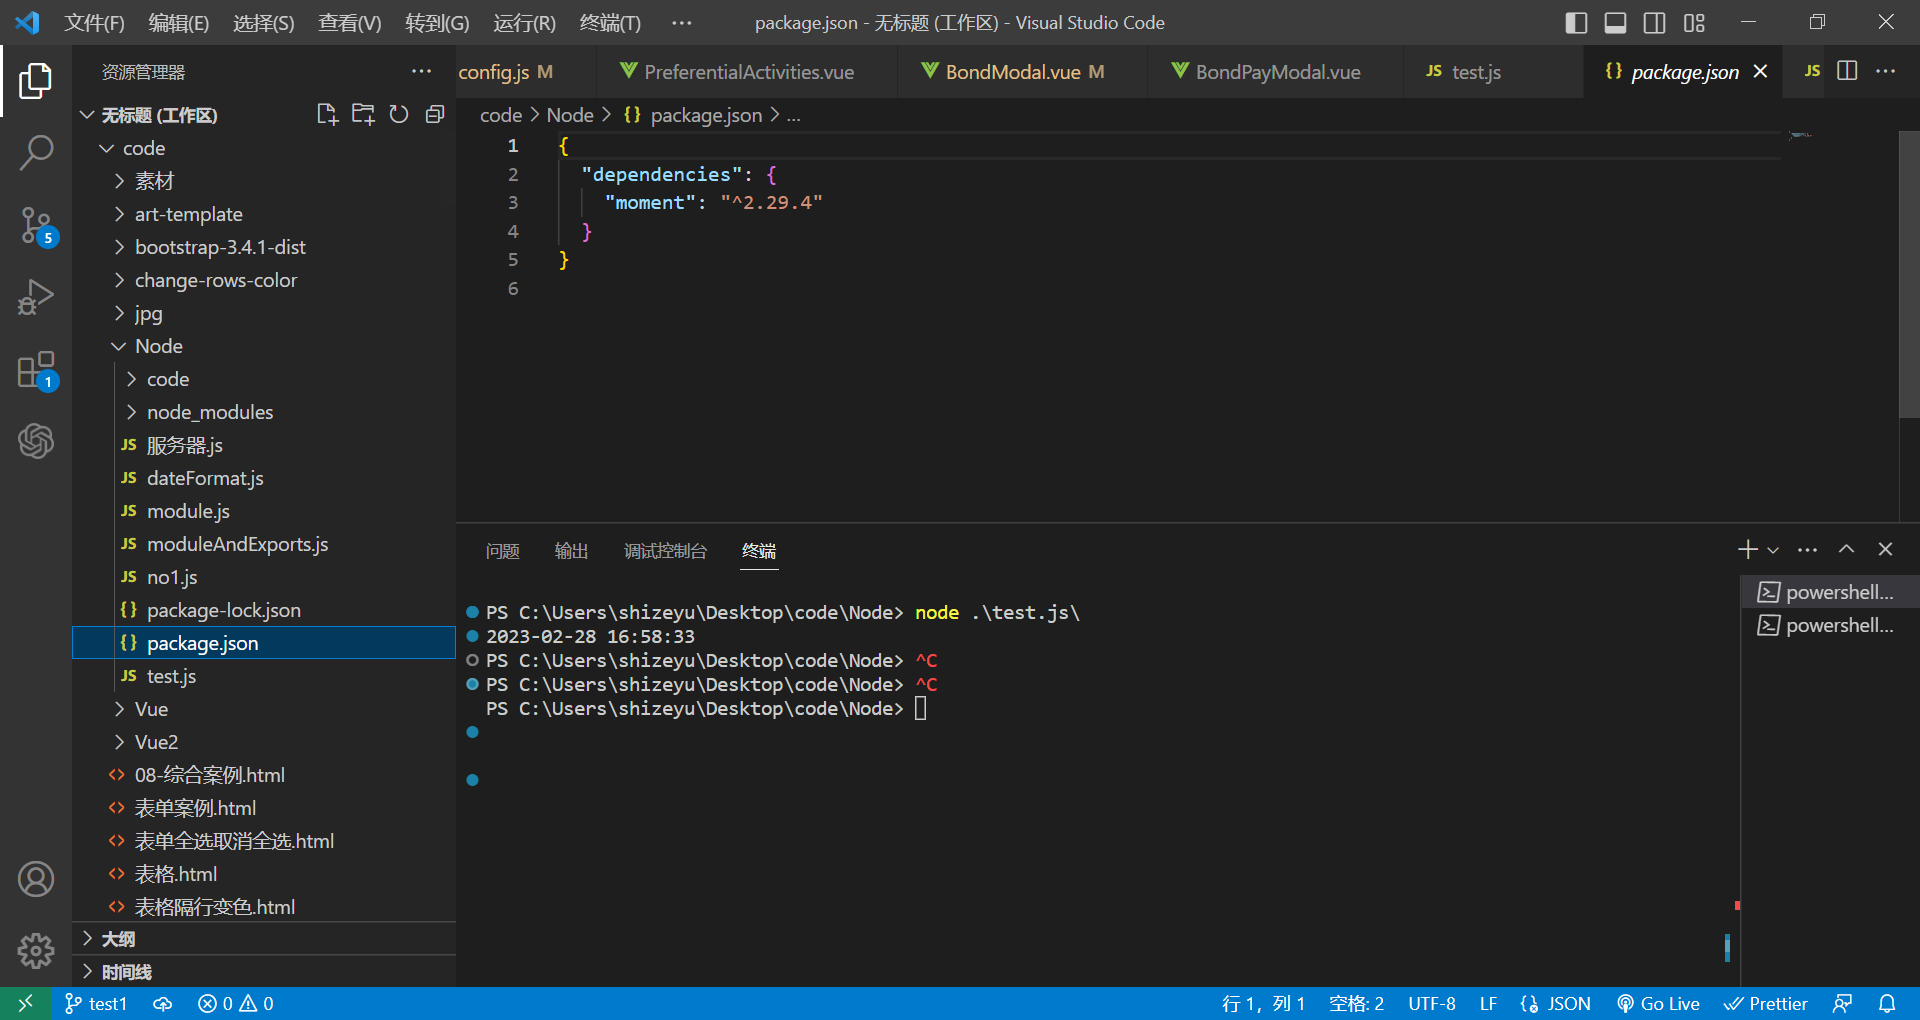 文件(F) 编辑(E) 选择(S) 查看(V) 转到(G) 运行(R) 终端(T) ···
package.json - 无标题 (工作区) - Visual Studio Code
资源管理器
config.js M
PreferentialActivities.vue
BondModal.vue M
BondPayModal.vue
JS test.js
{} package.json
JS
无标题 (工作区)
code
素材
art-template
bootstrap-3.4.1-dist
change-rows-color
jpg
Node
code
node_modules
JS 服务器.js
JS dateFormat.js
JS module.js
JS moduleAndExports.js
JS no1.js
{} package-lock.json
{} package.json
JS test.js
Vue
Vue2
<> 08-综合案例.html
<> 表单案例.html
<> 表单全选取消全选.html
<> 表格.html
<> 表格隔行变色.html
大纲
时间线
5
1
code > Node > {} package.json > ...
1 {
2 "dependencies": {
3 "moment": "^2.29.4"
4 }
5 }
6
问题 输出 调试控制台 终端
PS C:\Users\shizeyu\Desktop\code\Node> node .\test.js\
2023-02-28 16:58:33
PS C:\Users\shizeyu\Desktop\code\Node> ^C
PS C:\Users\shizeyu\Desktop\code\Node> ^C
PS C:\Users\shizeyu\Desktop\code\Node>
powershell...
powershell...
test1 0 0
行 1，列 1 空格: 2 UTF-8 LF JSON Go Live Prettier